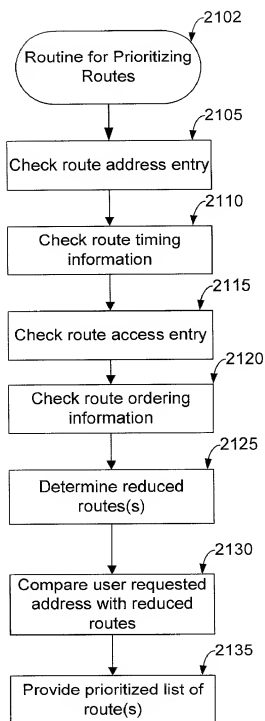 2102
Routine for Prioritizing
Routes
2105
Check route address entry
2110
Check route timing
information
2115
Check route access entry
2120
Check route ordering
information
2125
Determine reduced
routes(s)
2130
Compare user requested
address with reduced
routes
2135
Provide prioritized list of
route(s)